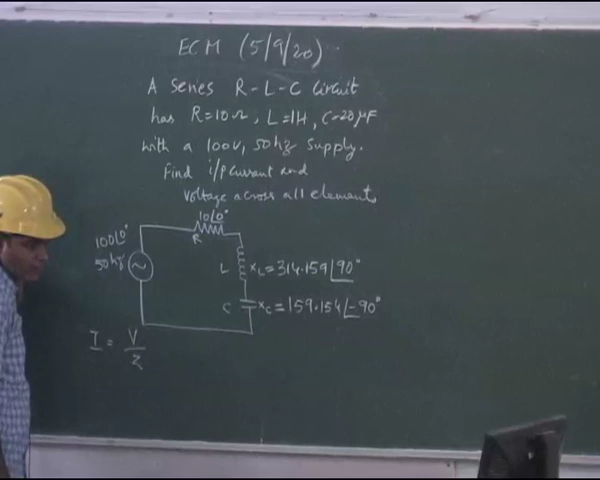 ECM (5/9/20)
A Series R-L-C Circuit
has R=10Ω, L=1H, C=20μF
with a 100V, 50hz Supply.
Find i/p Current and
Voltage across all elements
10∠0°
R
100∠0°
50hz
L XL=314.159∠90°
C XC=159.154∠-90°
I = V/Z